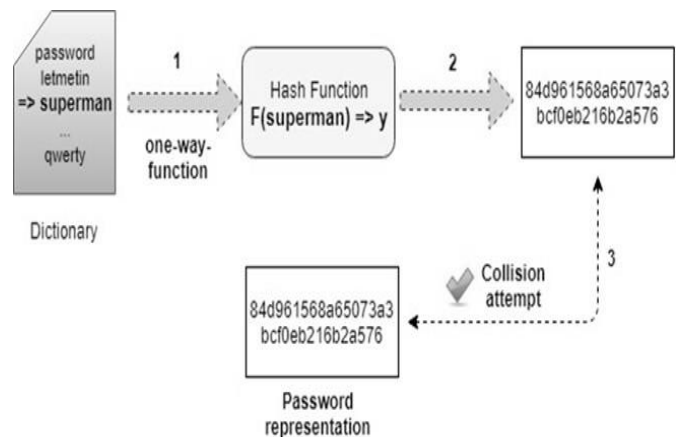 password
letmetin
=> superman
...
qwerty
Dictionary
1
one-way-
function
Hash Function
F(superman) => y
2
84d961568a65073a3
bcf0eb216b2a576
3
Collision
attempt
84d961568a65073a3
bcf0eb216b2a576
Password
representation